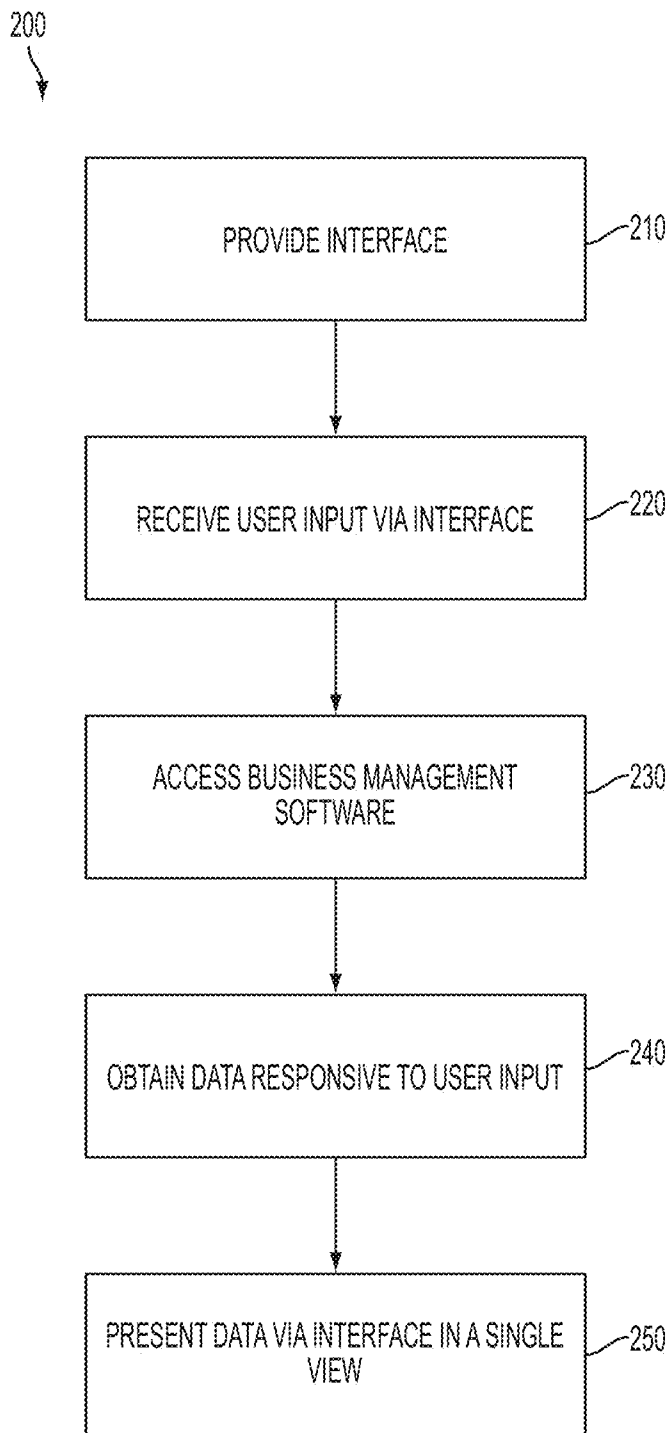 200
PROVIDE INTERFACE
210
RECEIVE USER INPUT VIA INTERFACE
220
ACCESS BUSINESS MANAGEMENT
SOFTWARE
230
OBTAIN DATA RESPONSIVE TO USER INPUT
240
PRESENT DATA VIA INTERFACE IN A SINGLE
VIEW
250